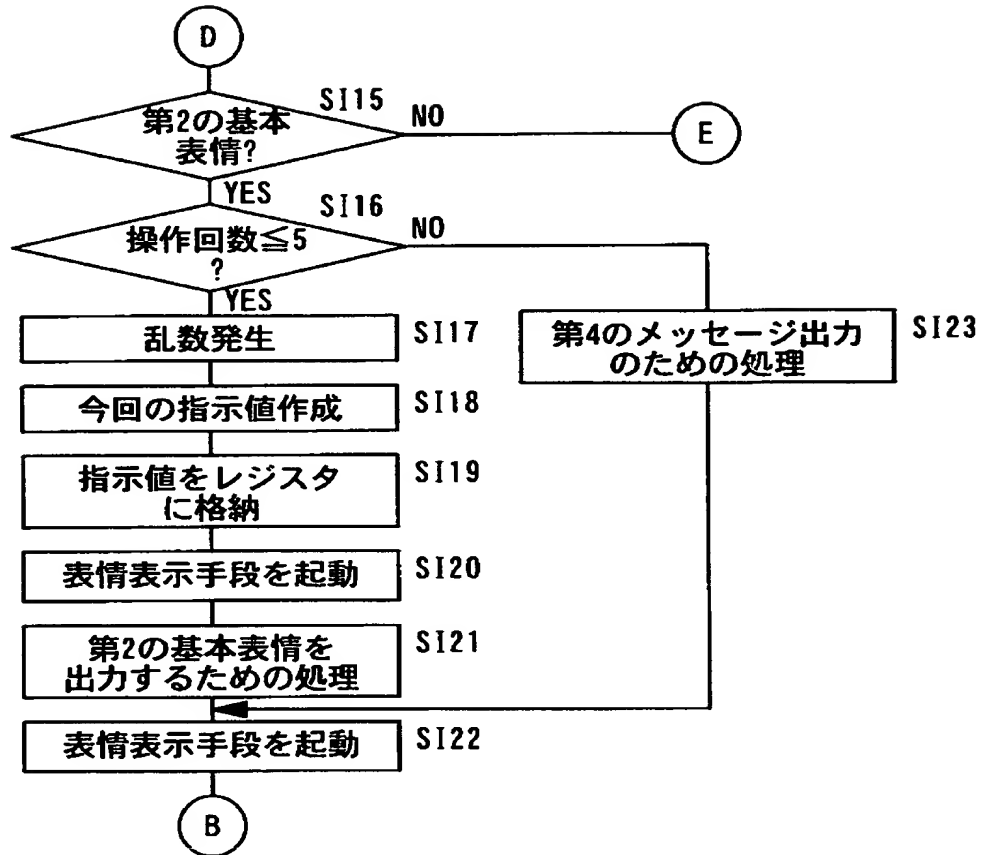 D
SI15
第2の基本
表情?
NO
E
YES
SI16
操作回数≦5
?
NO
YES
乱数発生
SI17
第4のメッセージ出力
のための処理
SI23
今回の指示値作成
SI18
指示値をレジスタ
に格納
SI19
表情表示手段を起動
SI20
第2の基本表情を
出力するための処理
SI21
表情表示手段を起動
SI22
B